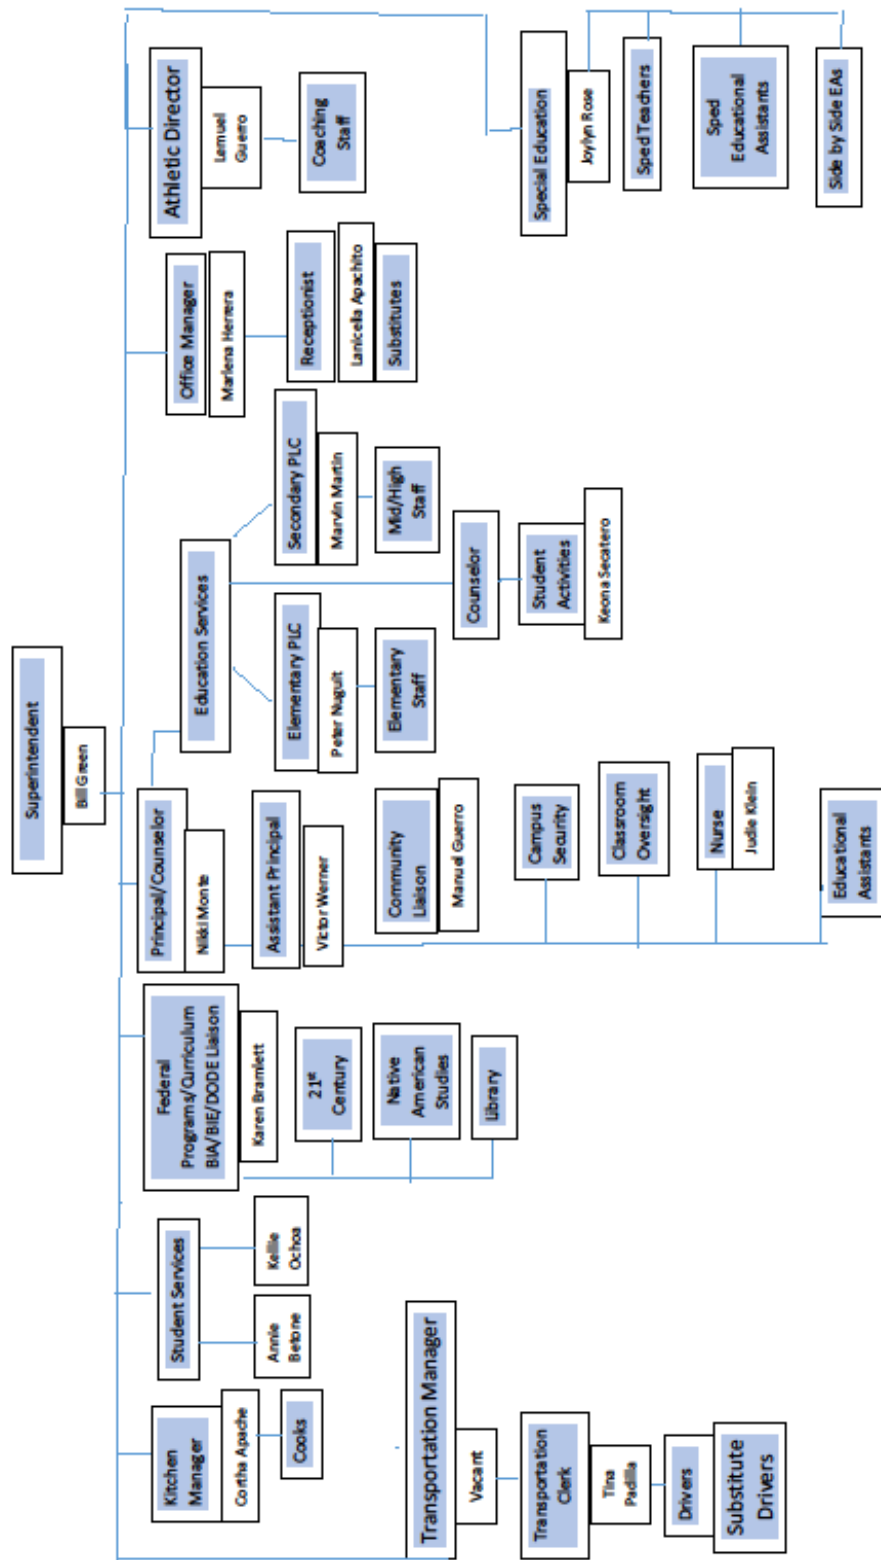 Superintendent
Bill Green
Kitchen
Manager
Cortha Apache
Cooks
Transportation Manager
Vacant
Transportation
Clerk
Tina
Padilla
Drivers
Substitute
Drivers
Student Services
Annie
Betone
Kellie
Ochoa
Federal
Programs/Curriculum
BIA/BIE/DODE Liaison
Karen Bramlett
21st
Century
Native
American
Studies
Library
Principal/Counselor
Nikki Monte
Assistant Principal
Victor Werner
Community
Liaison
Manuel Guerro
Campus
Security
Classroom
Oversight
Nurse
Judie Klein
Educational
Assistants
Education Services
Elementary PLC
Peter Nuguit
Elementary
Staff
Secondary PLC
Marvin Martin
Mid/High
Staff
Counselor
Student
Activities
Keona Secatero
Office Manager
Marlena Herrera
Receptionist
Lanicella Apachito
Substitutes
Athletic Director
Lemuel
Guerro
Coaching
Staff
Special Education
Joylyn Rose
Sped Teachers
Sped
Educational
Assistants
Side by Side EAs